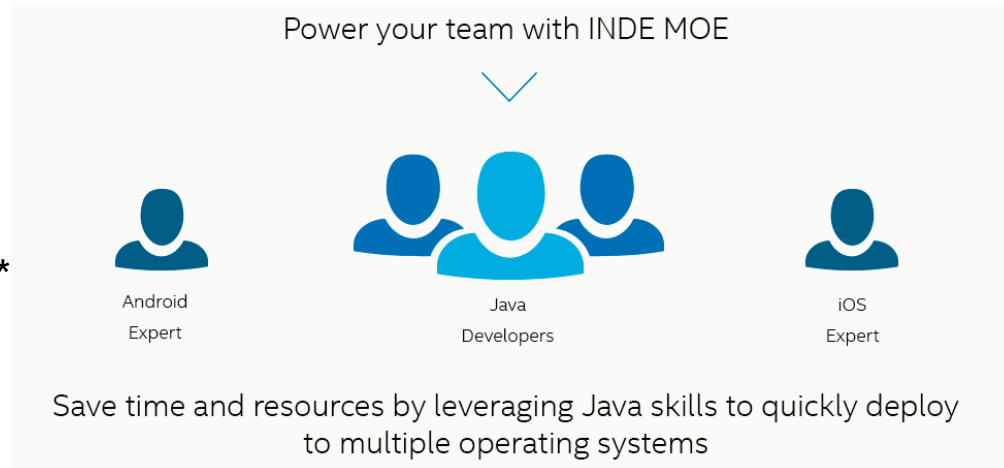 Power your team with INDE MOE
*
Android
Expert
Java
Developers
iOS
Expert
Save time and resources by leveraging Java skills to quickly deploy
to multiple operating systems